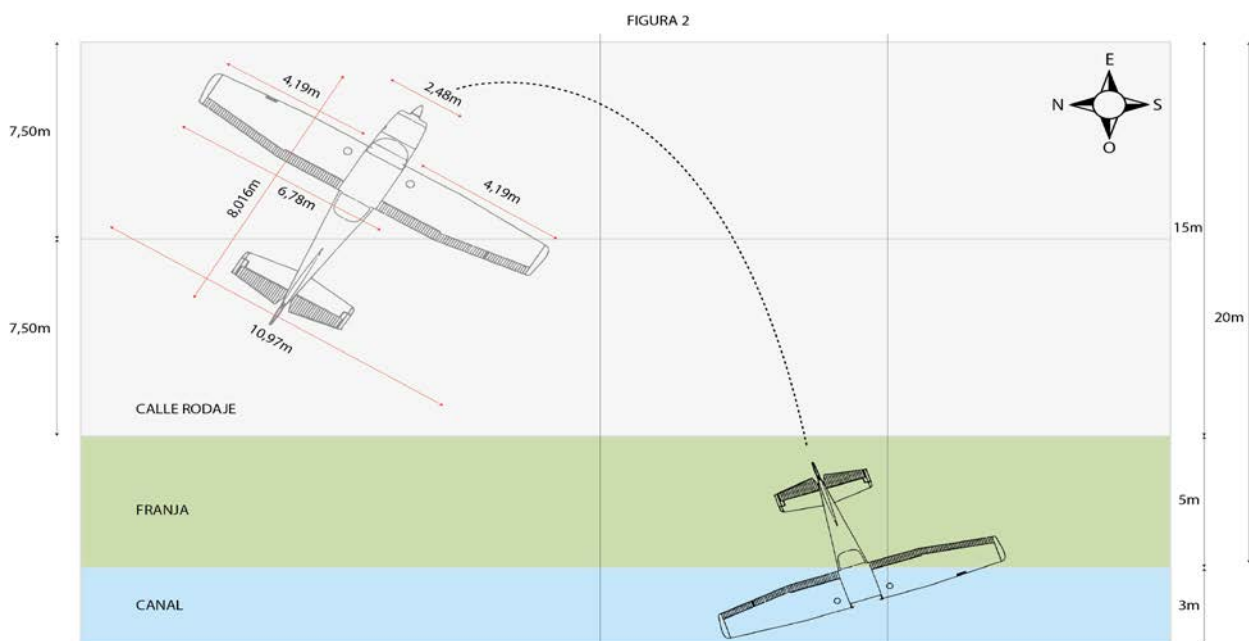 FIGURA 2
E
N
S
O
4,19m
2,48m
7,50m
4,19m
8,016m
6,78m
15m
7,50m
10,97m
20m
CALLE RODAJE
FRANJA
5m
CANAL
3m